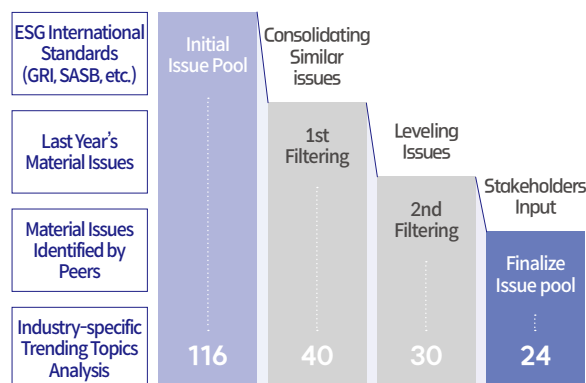 ESG International
Standards
(GRI, SASB, etc.)
Last Year's
Material Issues
Material Issues
Identified by
Peers
Industry-specific
Trending Topics
Analysis
Initial
Issue Pool
116
Consolidating
Similar
issues
1st
Filtering
40
Leveling
Issues
2nd
Filtering
30
Stakeholders
Input
Finalize
Issue pool
24